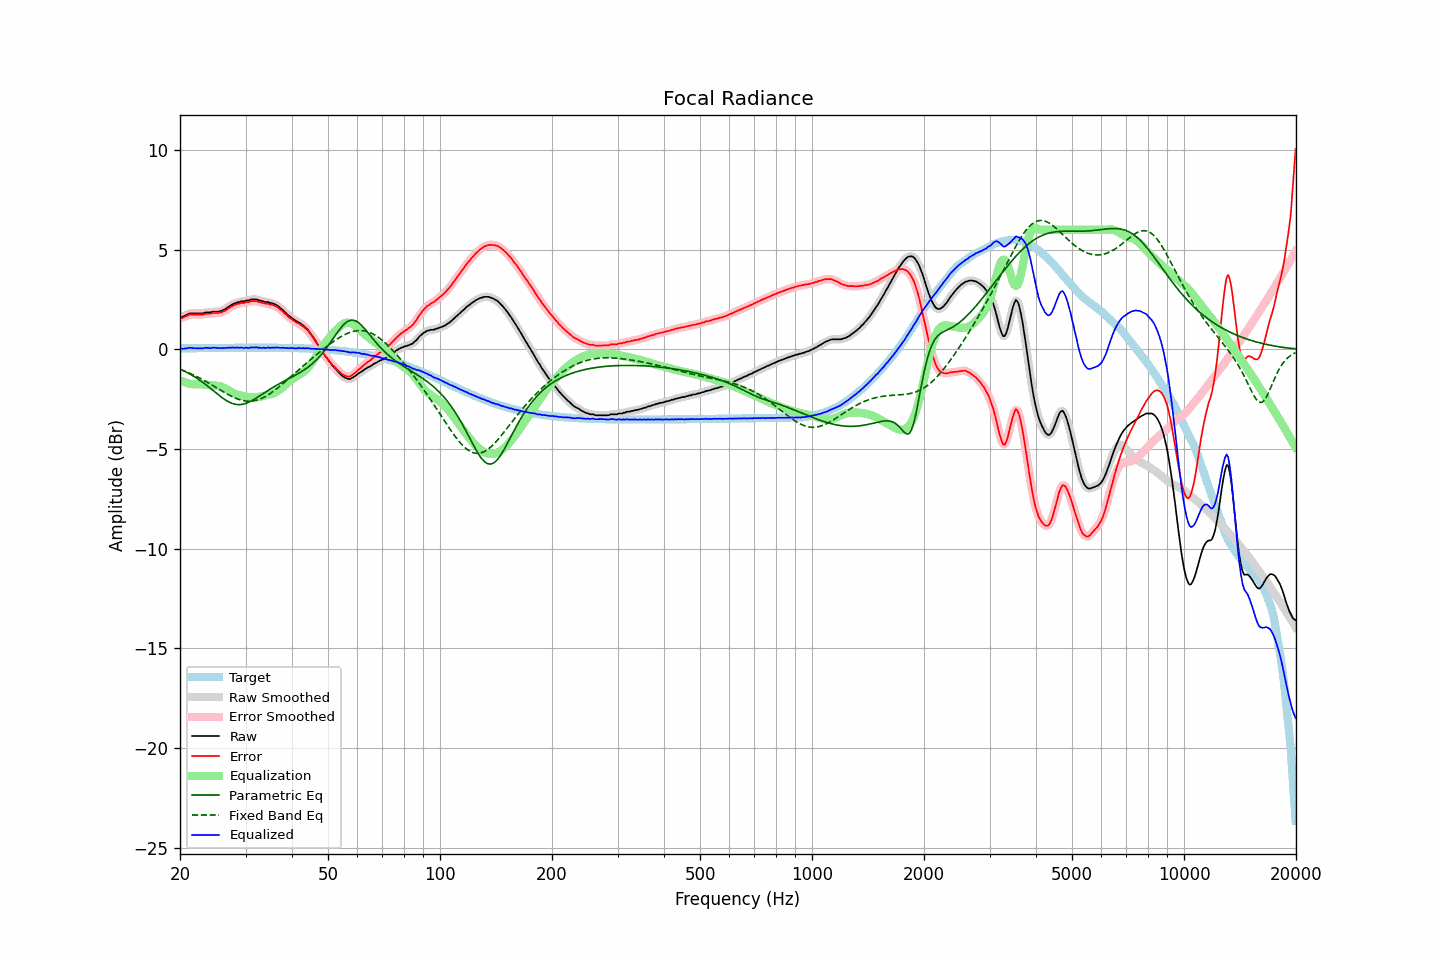 Focal Radiance
Amplitude (dBr)
10
5
0
−5
−10
−15
−20
−25
Target
Raw Smoothed
Error Smoothed
Raw
Error
Equalization
Parametric Eq
Fixed Band Eq
Equalized
20 50 100 200 500 1000 2000 5000 10000 20000
Frequency (Hz)